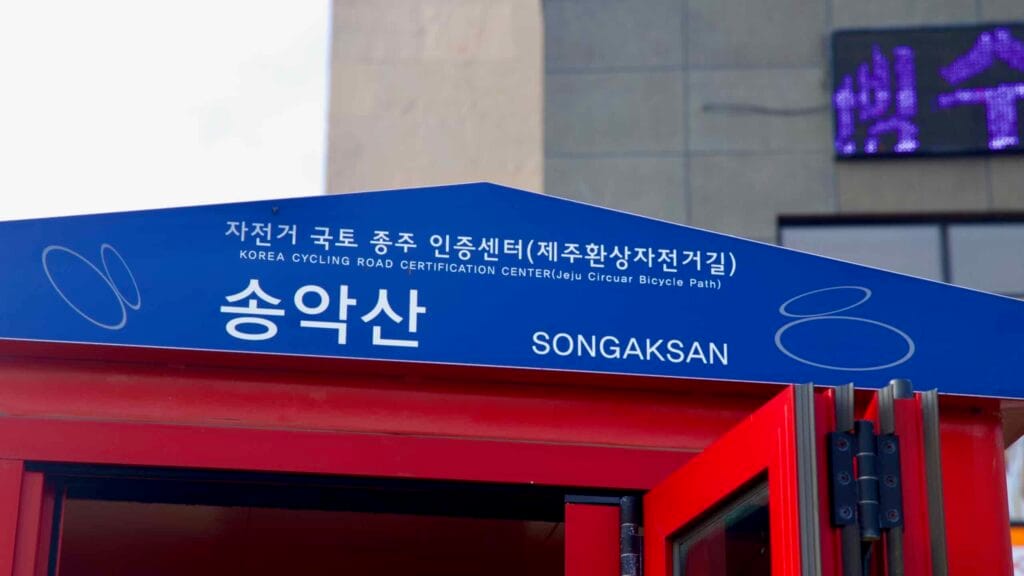 자전거 국토 종주 인증센터(제주환상자전거길)
KOREA CYCLING ROAD CERTIFICATION CENTER(Jeju Circuar Bicycle Path)
송악산
SONGAKSAN